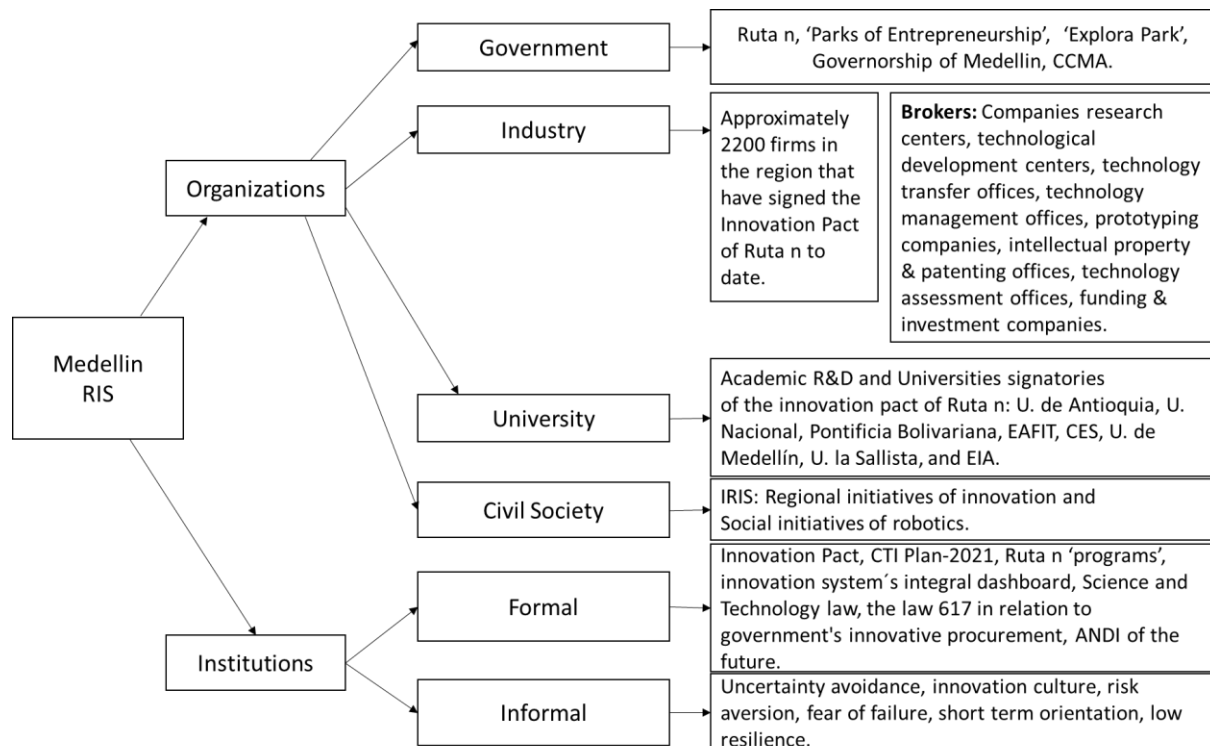 Medellin
RIS
Organizations
Institutions
Government
Ruta n, ‘Parks of Entrepreneurship’, ‘Explora Park’,
Governorship of Medellin, CCMA.
Industry
Approximately
2200 firms in
the region that
have signed the
Innovation Pact
of Ruta n to
date.
Brokers: Companies research
centers, technological
development centers, technology
transfer offices, technology
management offices, prototyping
companies, intellectual property
& patenting offices, technology
assessment offices, funding &
investment companies.
University
Academic R&D and Universities signatories
of the innovation pact of Ruta n: U. de Antioquia, U.
Nacional, Pontificia Bolivariana, EAFIT, CES, U. de
Medellín, U. la Sallista, and EIA.
Civil Society
IRIS: Regional initiatives of innovation and
Social initiatives of robotics.
Formal
Innovation Pact, CTI Plan-2021, Ruta n ‘programs’,
innovation system´s integral dashboard, Science and
Technology law, the law 617 in relation to
government's innovative procurement, ANDI of the
future.
Informal
Uncertainty avoidance, innovation culture, risk
aversion, fear of failure, short term orientation, low
resilience.